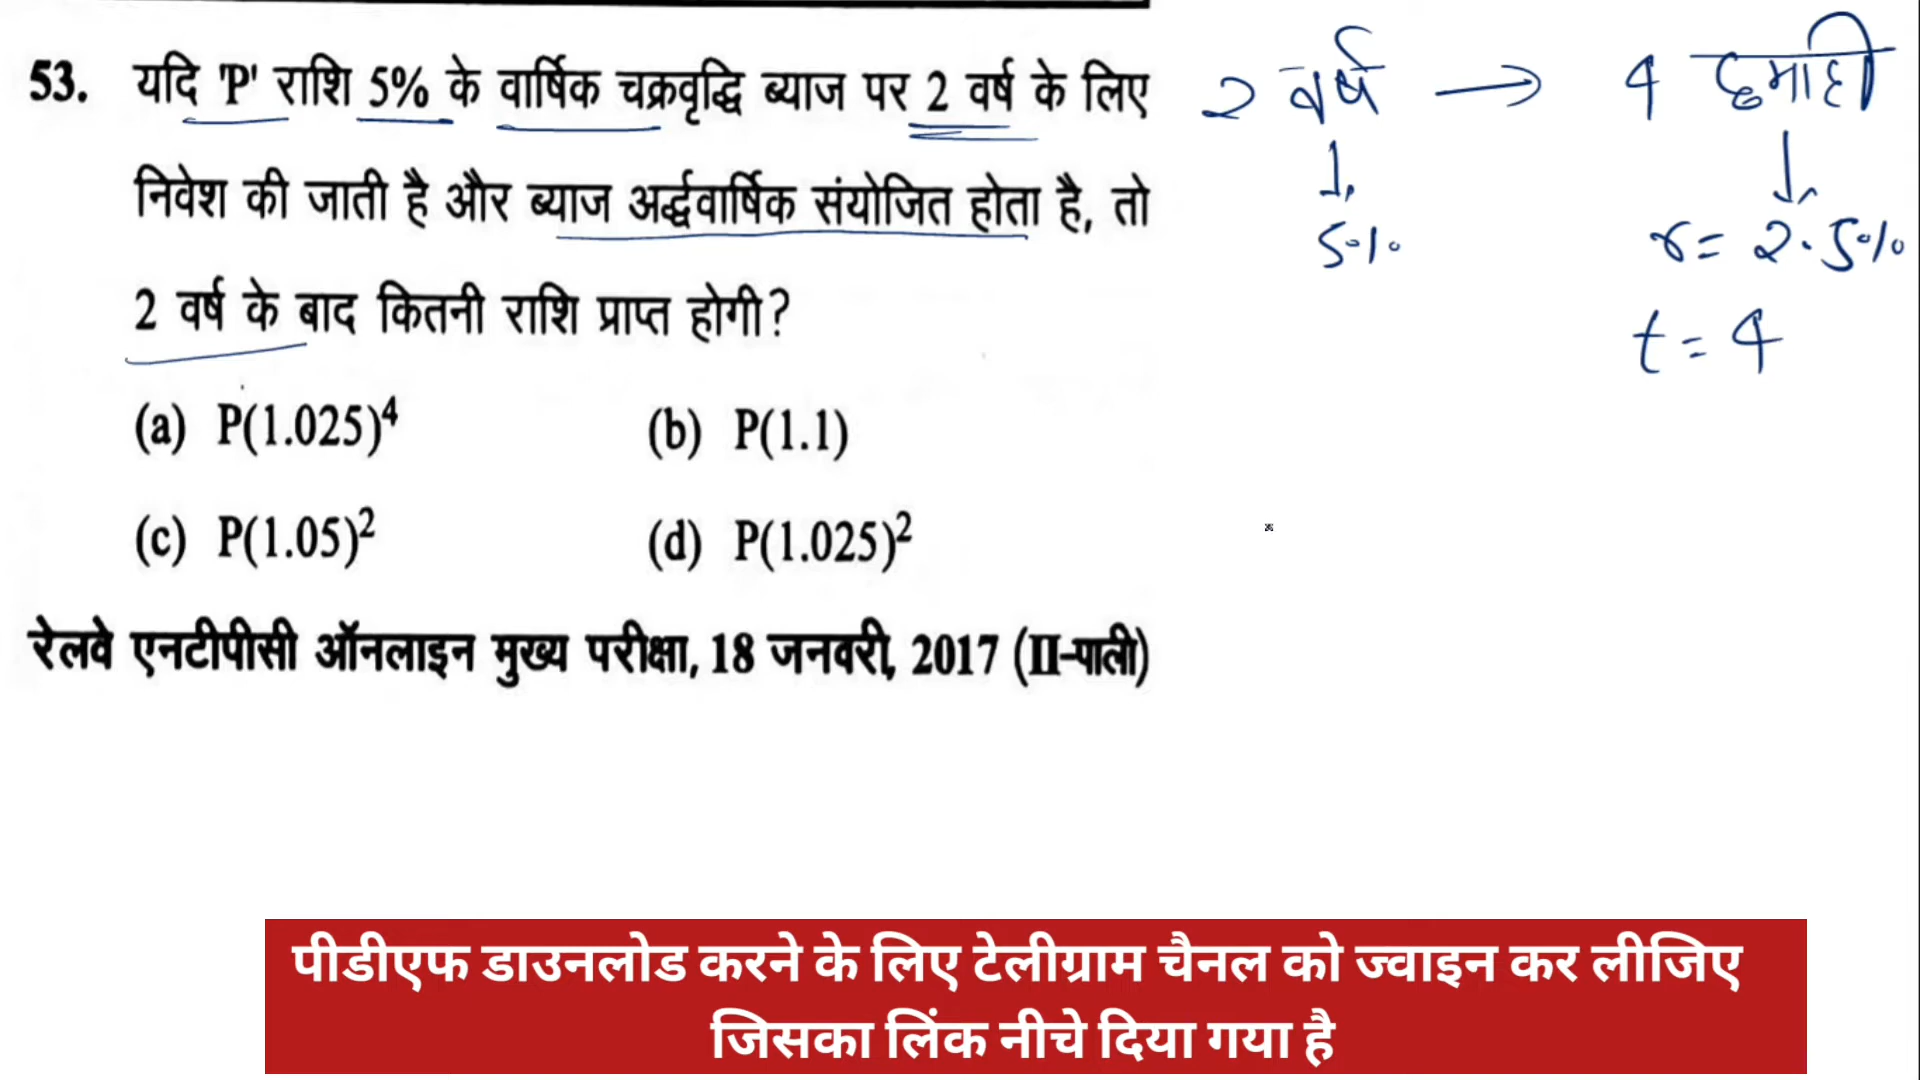 53. यदि 'P' राशि 5% के वार्षिक चक्रवृद्धि ब्याज पर 2 वर्ष के लिए
निवेश की जाती है और ब्याज अर्द्धवार्षिक संयोजित होता है, तो
2 वर्ष के बाद कितनी राशि प्राप्त होगी?
(a) P(1.025)⁴ (b) P(1.1)
(c) P(1.05)² (d) P(1.025)²
रेलवे एनटीपीसी ऑनलाइन मुख्य परीक्षा, 18 जनवरी, 2017 (II-पाली)
2 वर्ष → 4 छमाही
↓ ↓
5% r = 2.5%
t = 4
पीडीएफ डाउनलोड करने के लिए टेलीग्राम चैनल को ज्वाइन कर लीजिए
जिसका लिंक नीचे दिया गया है